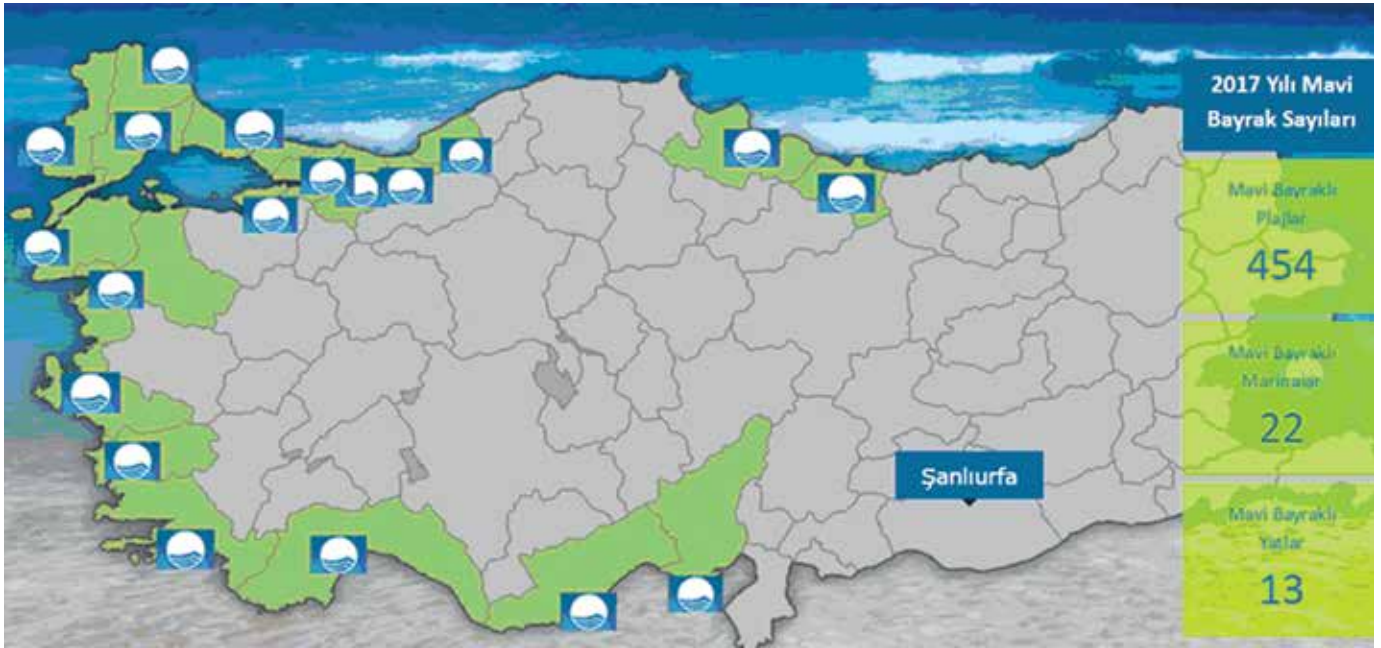 2017 Yılı Mavi
Bayrak Sayıları
Mavi Bayraklı
Plajlar
454
Mavi Bayraklı
Marinalar
22
Şanlıurfa
Mavi Bayraklı
Yatlar
13